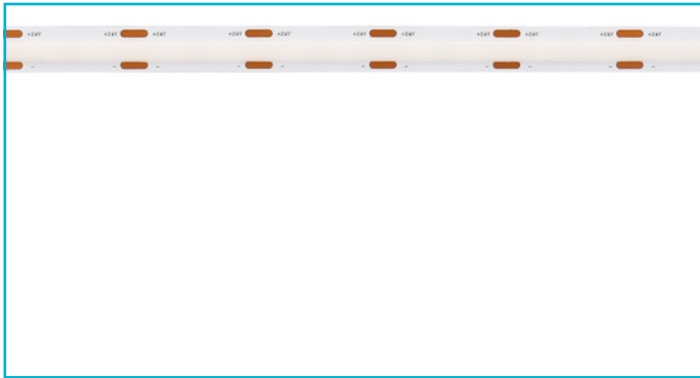 +24V +24V +24V +24V +24V +24V +24V +24V +24V +24V +24V
- - - - - - - - - - -